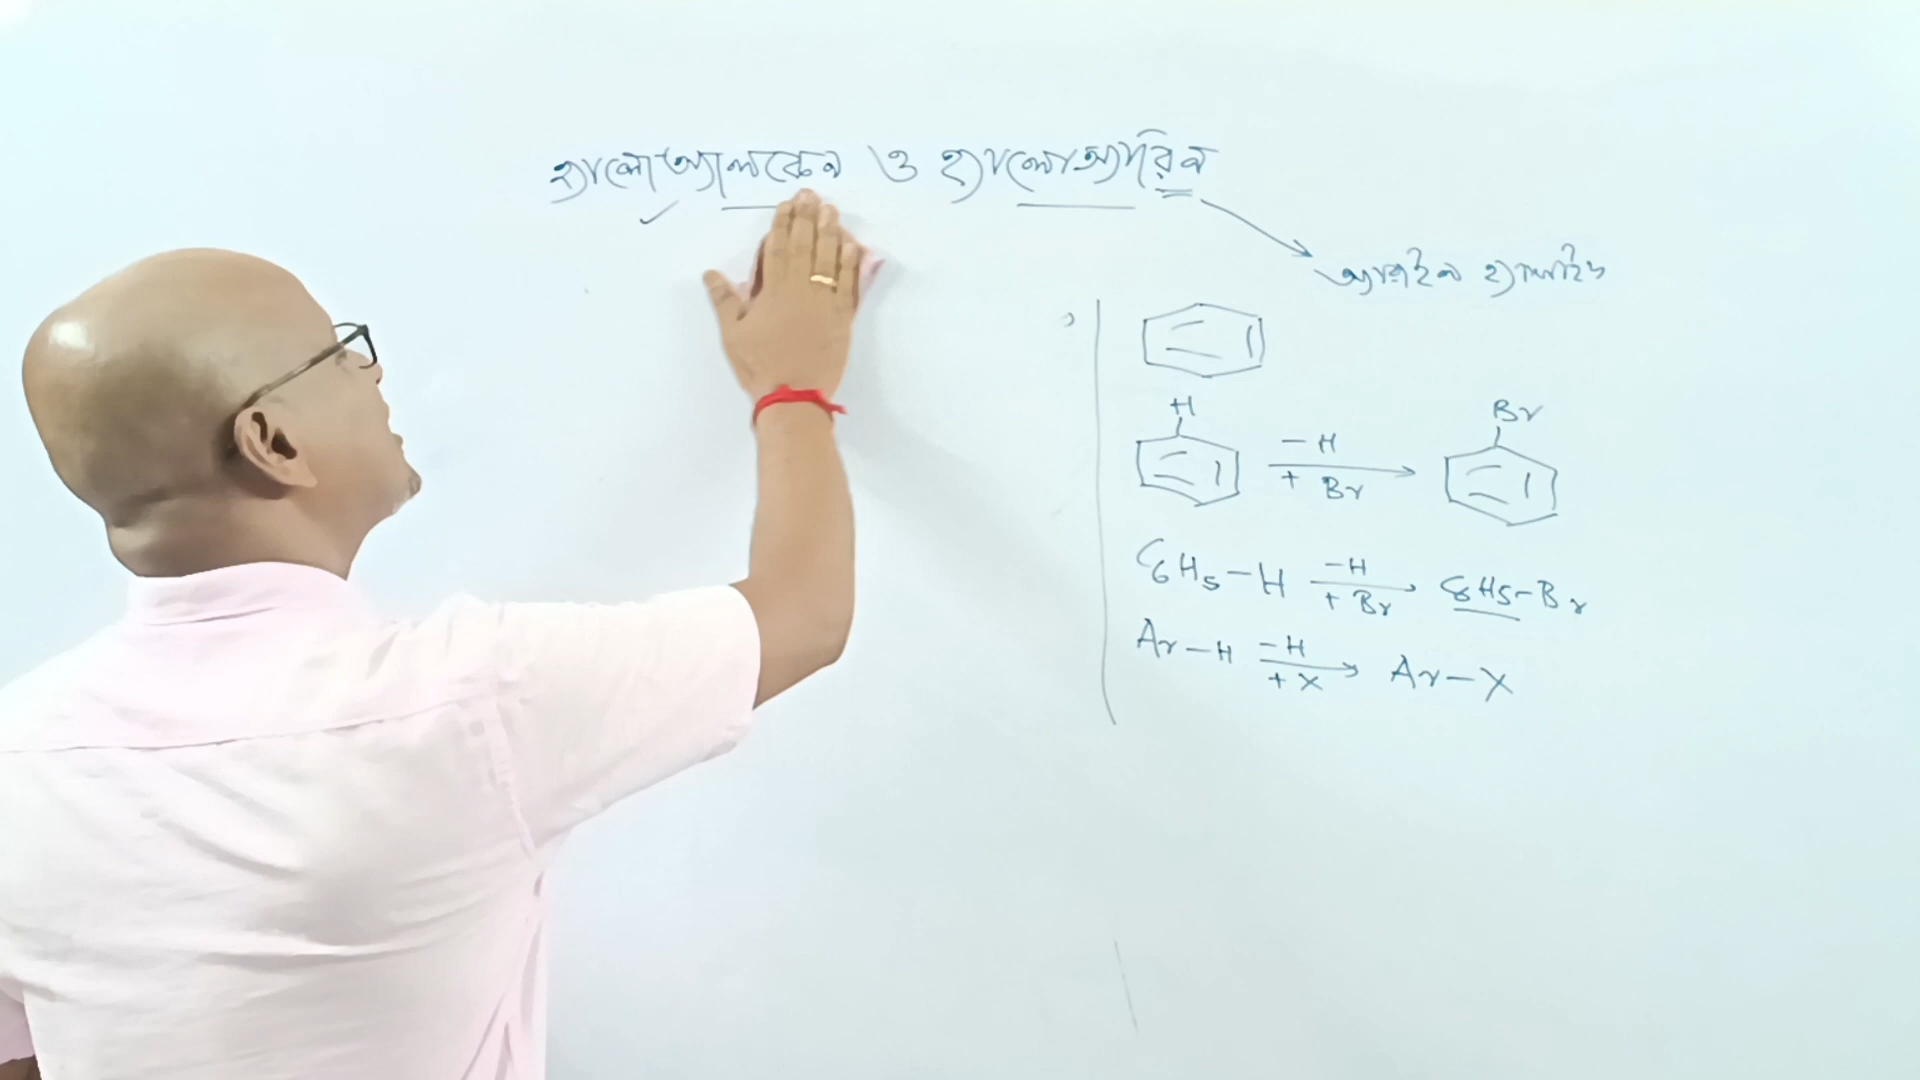 হ্যালোঅ্যালকেন ও হ্যালোঅ্যারিন
অ্যারাইল হ্যালাইড
H
Br
– H
+ Br
C6H5 – H –H + Br C6H5–Br
Ar – H –H + X Ar – X